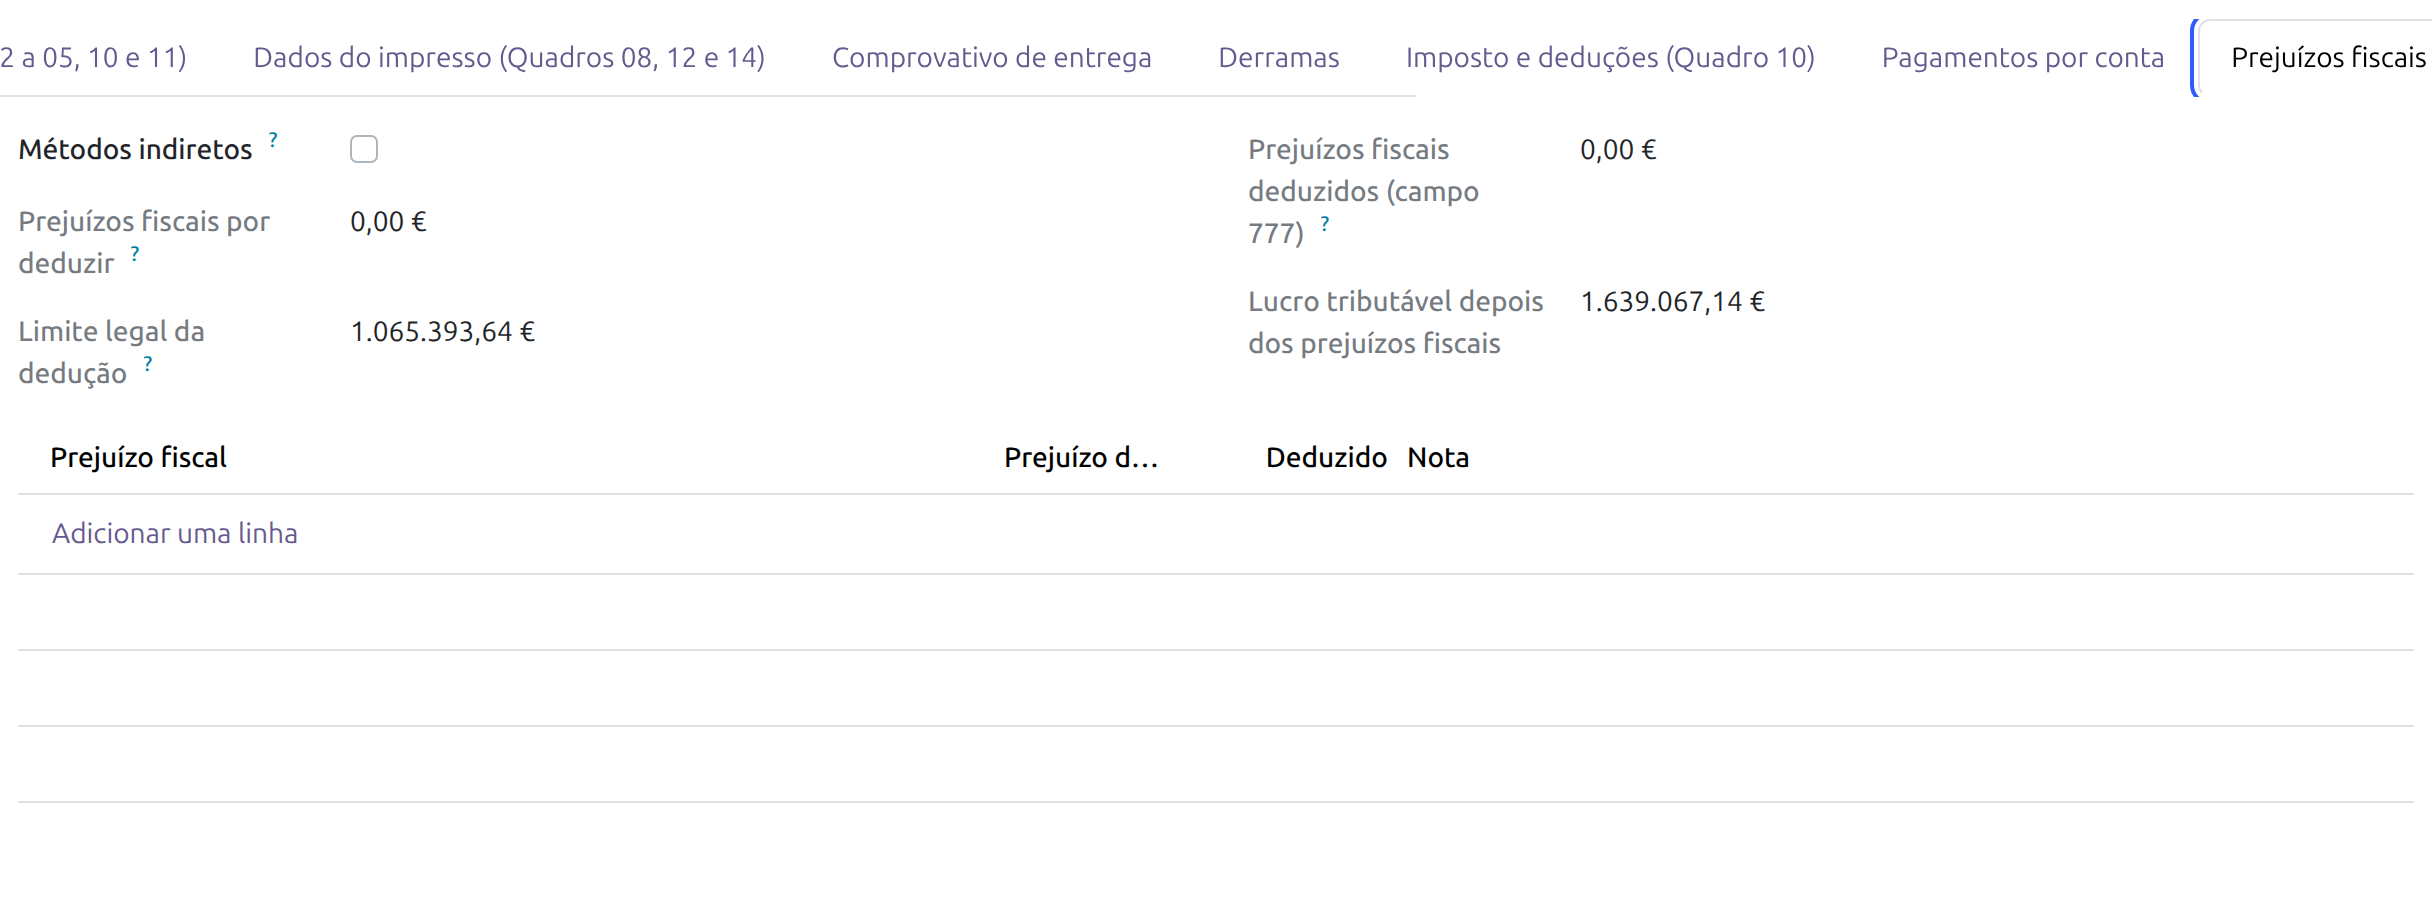 2 a 05, 10 e 11) Dados do impresso (Quadros 08, 12 e 14) Comprovativo de entrega Derramas Imposto e deduções (Quadro 10) Pagamentos por conta Prejuízos fiscais
Métodos indiretos ?
Prejuízos fiscais por 0,00 €
deduzir ?
Limite legal da 1.065.393,64 €
dedução ?
Prejuízos fiscais 0,00 €
deduzidos (campo
777) ?
Lucro tributável depois 1.639.067,14 €
dos prejuízos fiscais
Prejuízo fiscal Prejuízo d... Deduzido Nota
Adicionar uma linha